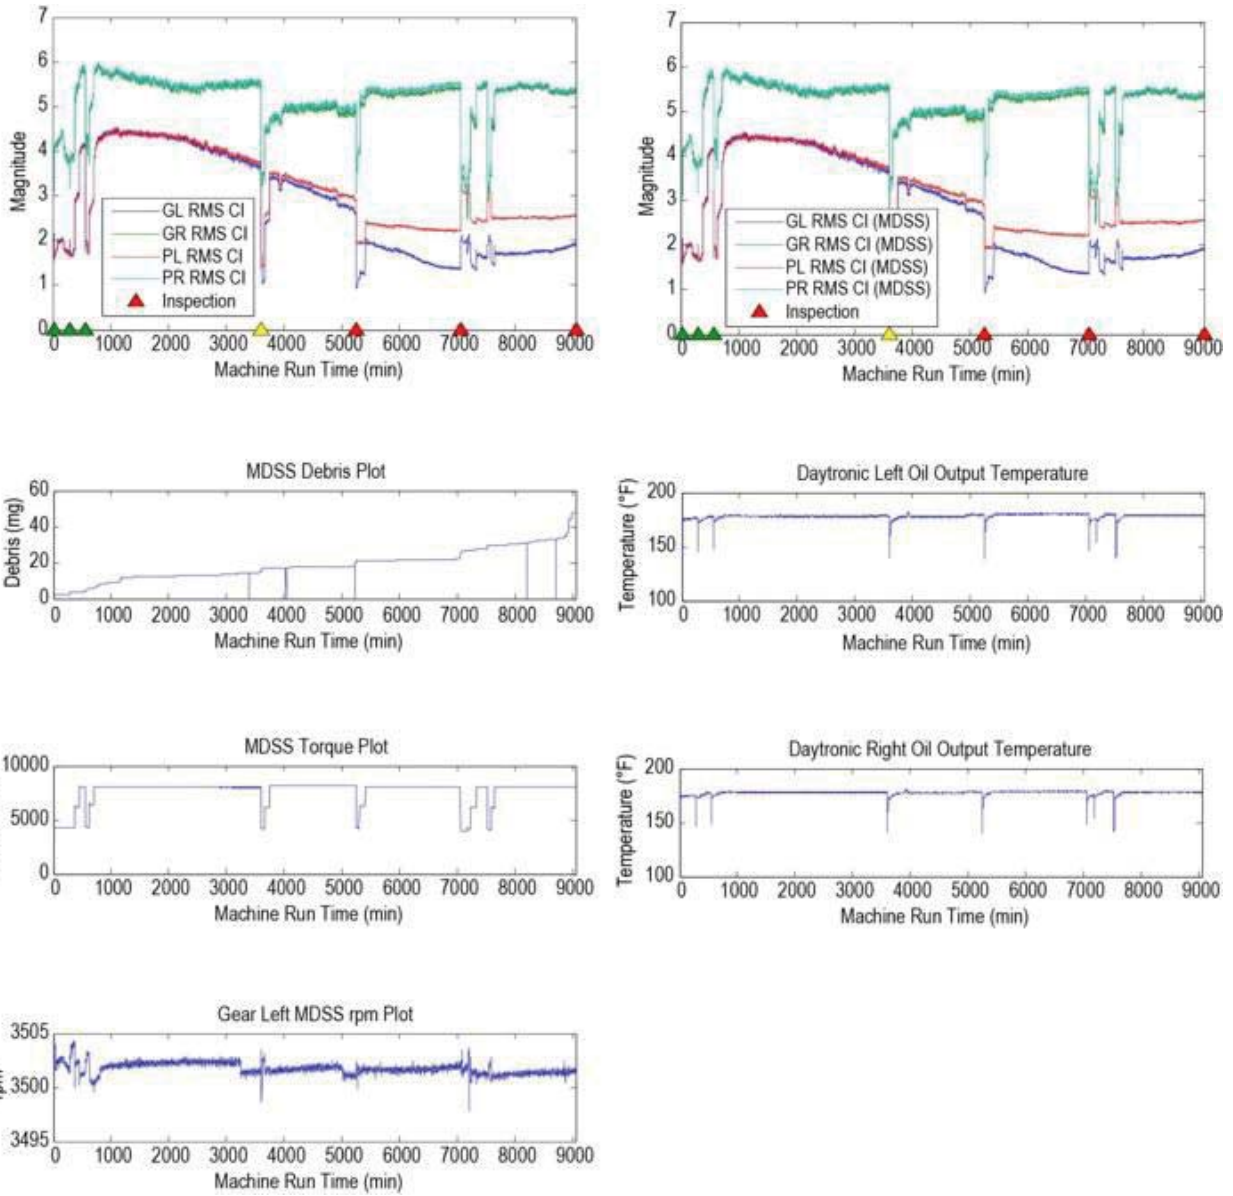 7
6
5
4
3
2
1
0
Magnitude
GL RMS CI
GR RMS CI
PL RMS CI
PR RMS CI
Inspection
0 1000 2000 3000 4000 5000 6000 7000 8000 9000
Machine Run Time (min)
7
6
5
4
3
2
1
0
Magnitude
GL RMS CI (MDSS)
GR RMS CI (MDSS)
PL RMS CI (MDSS)
PR RMS CI (MDSS)
Inspection
0 1000 2000 3000 4000 5000 6000 7000 8000 9000
Machine Run Time (min)
MDSS Debris Plot
60
40
20
0
Debris (mg)
0 1000 2000 3000 4000 5000 6000 7000 8000 9000
Machine Run Time (min)
Daytronic Left Oil Output Temperature
200
150
100
Temperature (°F)
0 1000 2000 3000 4000 5000 6000 7000 8000 9000
Machine Run Time (min)
MDSS Torque Plot
10000
5000
0
0 1000 2000 3000 4000 5000 6000 7000 8000 9000
Machine Run Time (min)
Daytronic Right Oil Output Temperature
200
150
100
Temperature (°F)
0 1000 2000 3000 4000 5000 6000 7000 8000 9000
Machine Run Time (min)
Gear Left MDSS rpm Plot
3505
3500
3495
rpm
0 1000 2000 3000 4000 5000 6000 7000 8000 9000
Machine Run Time (min)